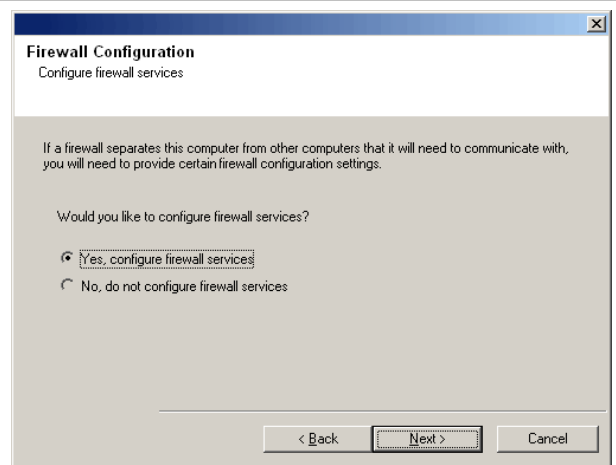 Firewall Configuration
Configure firewall services
If a firewall separates this computer from other computers that it will need to communicate with,
you will need to provide certain firewall configuration settings.
Would you like to configure firewall services?
Yes, configure firewall services
No, do not configure firewall services
< Back
Next >
Cancel